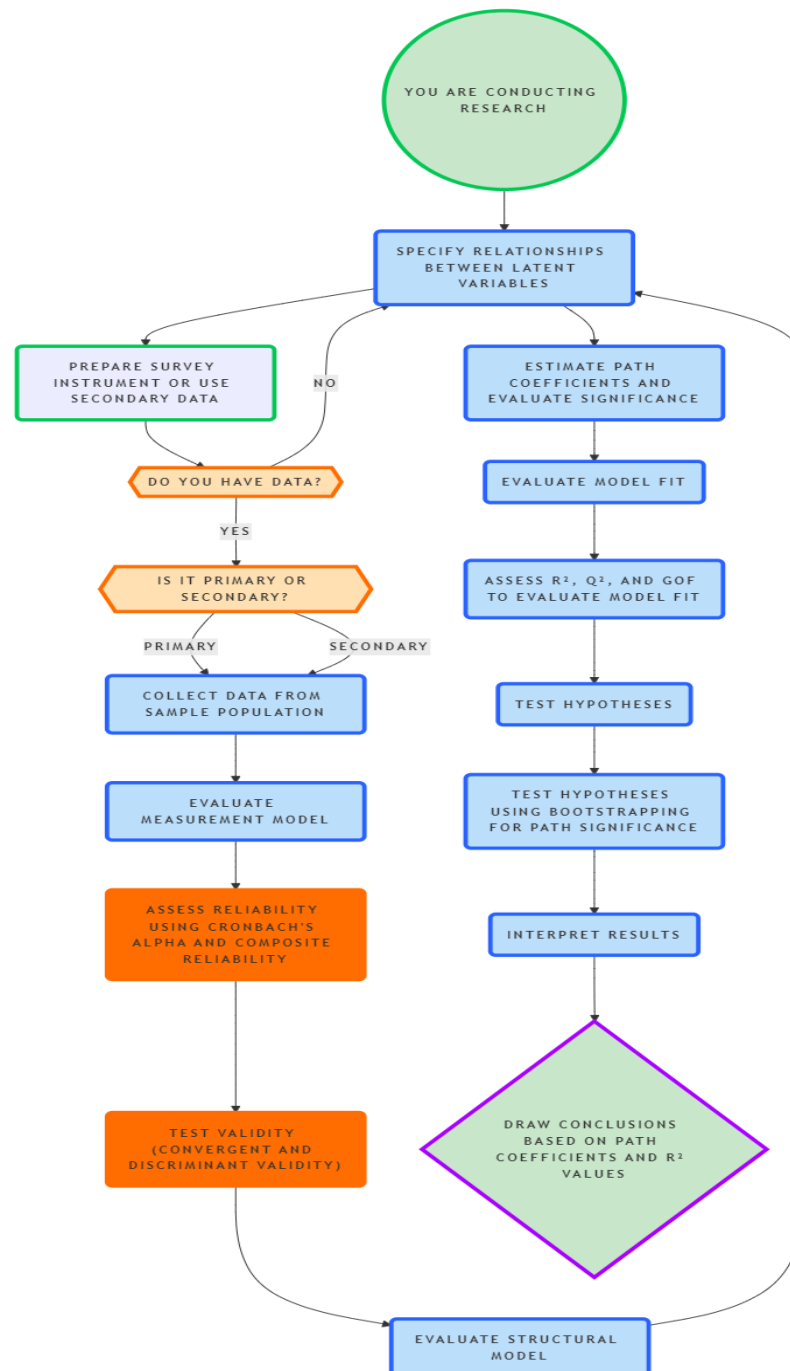 YOU ARE CONDUCTING
RESEARCH
SPECIFY RELATIONSHIPS
BETWEEN LATENT
VARIABLES
PREPARE SURVEY
INSTRUMENT OR USE
SECONDARY DATA
NO
DO YOU HAVE DATA?
YES
IS IT PRIMARY OR
SECONDARY?
PRIMARY
SECONDARY
COLLECT DATA FROM
SAMPLE POPULATION
EVALUATE
MEASUREMENT MODEL
ASSESS RELIABILITY
USING CRONBACH'S
ALPHA AND COMPOSITE
RELIABILITY
TEST VALIDITY
(CONVERGENT AND
DISCRIMINANT VALIDITY)
EVALUATE STRUCTURAL
MODEL
ESTIMATE PATH
COEFFICIENTS AND
EVALUATE SIGNIFICANCE
EVALUATE MODEL FIT
ASSESS R², Q², AND GOF
TO EVALUATE MODEL FIT
TEST HYPOTHESES
TEST HYPOTHESES
USING BOOTSTRAPPING
FOR PATH SIGNIFICANCE
INTERPRET RESULTS
DRAW CONCLUSIONS
BASED ON PATH
COEFFICIENTS AND R²
VALUES